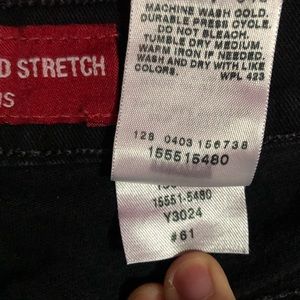 D STRETCH
MACHINE WASH COLD.
DURABLE PRESS CYCLE
DO NOT BLEACH.
TUMBLE DRY MEDIUM.
WARM IRON IF NEEDED.
WASH AND DRY WITH LIKE
COLORS.
WPL 423
128 0403 156738
155515480
15551-5480
Y3024
#61